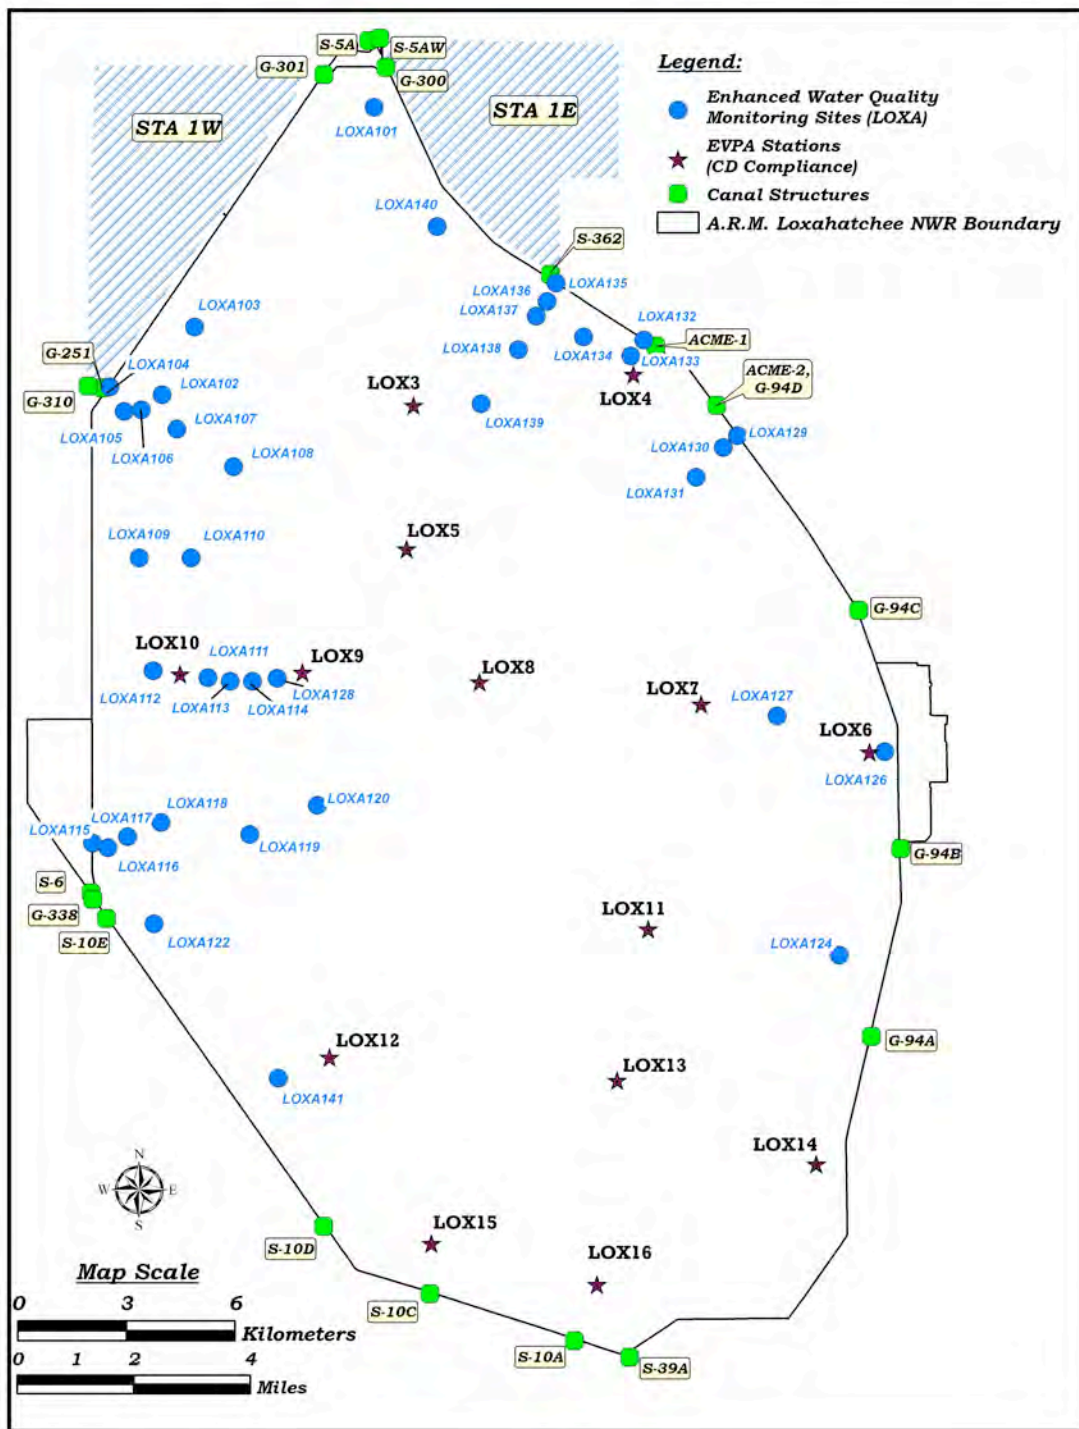 S-5A
S-5AW
G-301
G-300
STA 1W
STA 1E
LOXA101
Legend:
Enhanced Water Quality
Monitoring Sites (LOXA)
EVPA Stations
(CD Compliance)
Canal Structures
A.R.M. Loxahatchee NWR Boundary
LOXA140
S-362
LOXA135
LOXA136
LOXA137
LOXA103
LOXA132
ACME-1
G-251
LOXA104
LOXA138
LOXA134
LOXA133
ACME-2,
G-94D
G-310
LOXA102
LOX3
LOX4
LOXA139
LOXA105
LOXA107
LOXA106
LOXA108
LOXA130
LOXA129
LOXA131
LOXA109
LOXA110
LOX5
G-94C
LOX10
LOXA111
LOX9
LOX8
LOX7
LOXA112
LOXA113
LOXA114
LOXA128
LOXA127
LOX6
LOXA126
LOXA120
LOXA118
LOXA117
LOXA115
LOXA116
LOXA119
G-94B
S-6
G-338
S-10E
LOXA122
LOX11
LOXA124
G-94A
LOX12
LOXA141
LOX13
LOX14
N
W
E
S
LOX15
S-10D
LOX16
S-10C
S-10A
S-39A
Map Scale
0 3 6
Kilometers
0 1 2 4
Miles